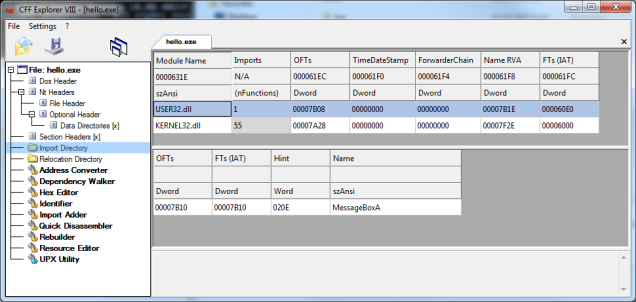 CFF Explorer VIII - [hello.exe]
File Settings ?
hello.exe
File: hello.exe
Dos Header
Nt Headers
File Header
Optional Header
Data Directories [x]
Section Headers [x]
Import Directory
Relocation Directory
Address Converter
Dependency Walker
Hex Editor
Identifier
Import Adder
Quick Disassembler
Rebuilder
Resource Editor
UPX Utility
Module Name Imports OFTs TimeDateStamp ForwarderChain Name RVA FTs (IAT)
0000631E N/A 000061EC 000061F0 000061F4 000061F8 000061FC
szAnsi (nFunctions) Dword Dword Dword Dword Dword
USER32.dll 1 00007B08 00000000 00000000 00007B1E 000060E0
KERNEL32.dll 55 00007A28 00000000 00000000 00007F2E 00006000
OFTs FTs (IAT) Hint Name
Dword Dword Word szAnsi
00007B10 00007B10 020E MessageBoxA